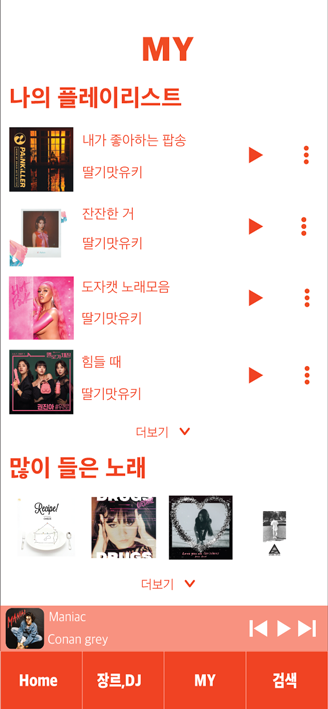 MY
나의 플레이리스트
PAiNKiLLER
내가 좋아하는 팝송
딸기맛유키
잔잔한 거
딸기맛유키
Hot Pink
도자캣 노래모음
딸기맛유키
힘들 때
딸기맛유키
더보기
많이 들은 노래
Recipe!
DRUGS
DRUGS
더보기
MANIAC
Maniac
Conan grey
Home
장르,DJ
MY
검색